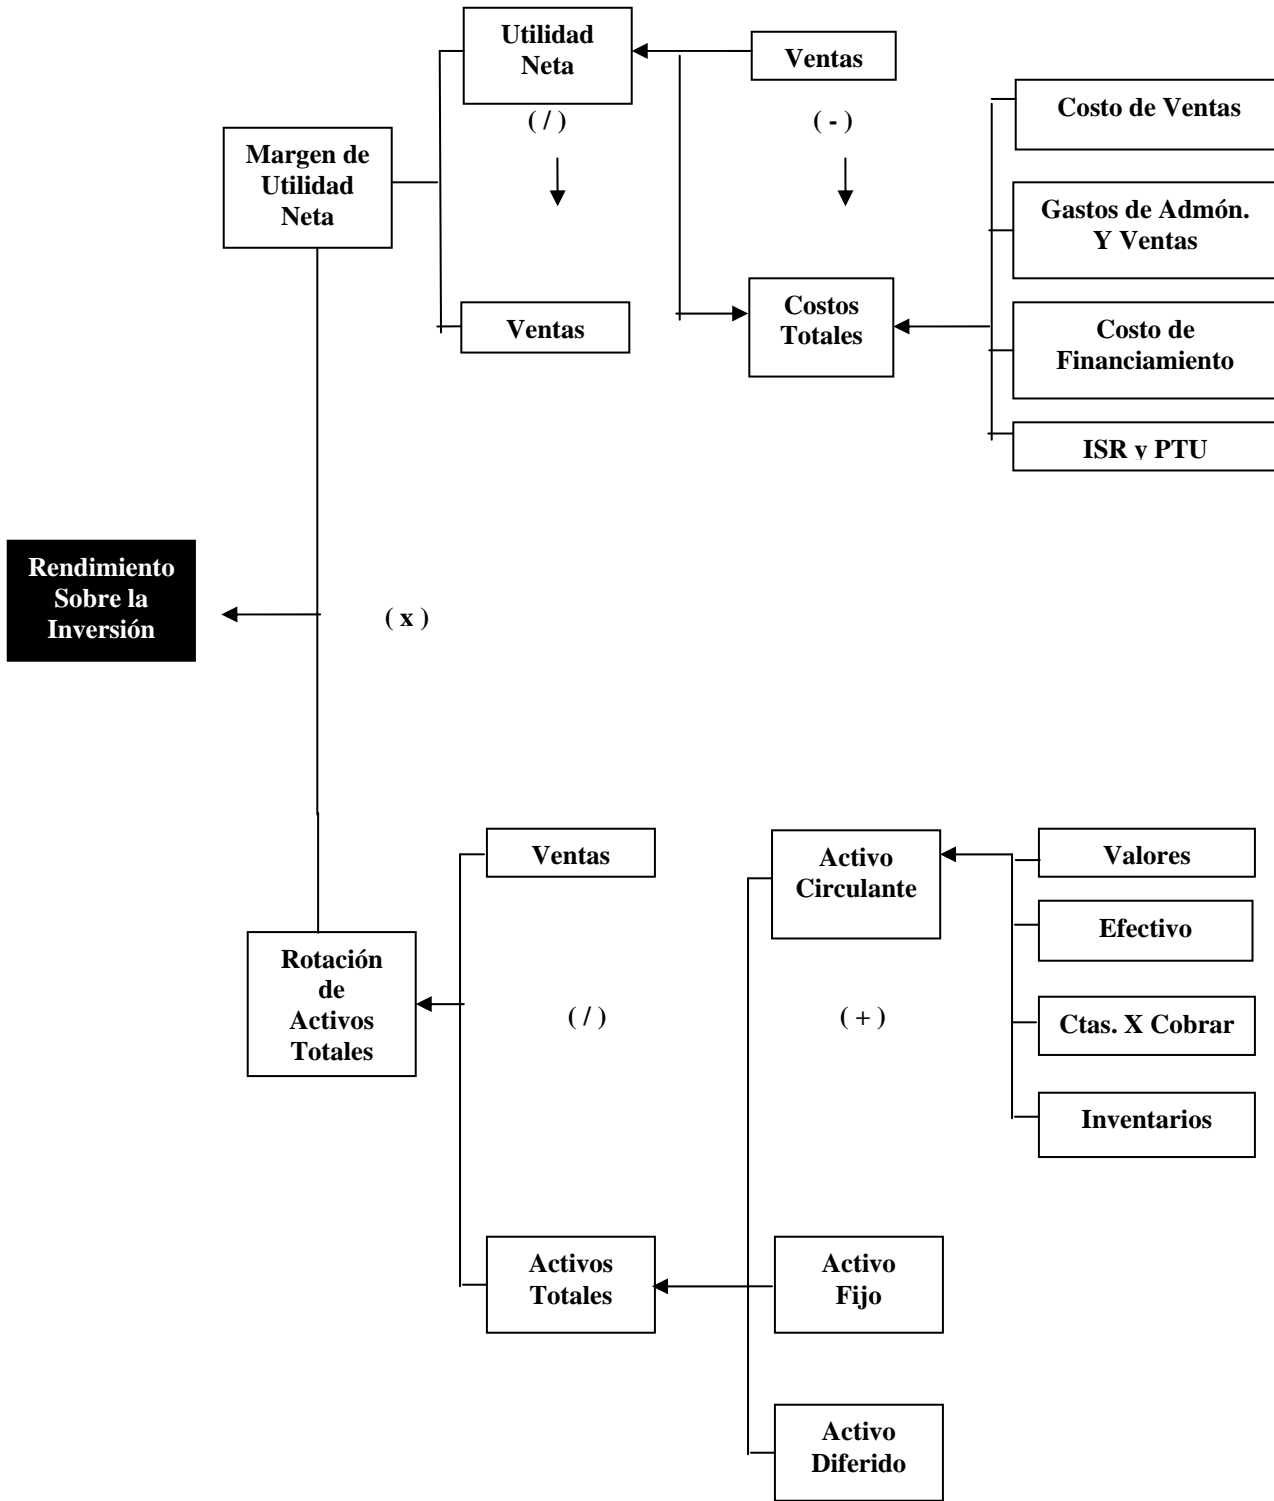 Utilidad
Neta
Ventas
( / )
( - )
Costo de Ventas
Margen de
Utilidad
Neta
Gastos de Admón.
Y Ventas
Ventas
Costos
Totales
Costo de
Financiamiento
ISR y PTU
Rendimiento
Sobre la
Inversión
( x )
Ventas
Activo
Circulante
Valores
Efectivo
Rotación
de
Activos
Totales
( / )
( + )
Ctas. X Cobrar
Inventarios
Activos
Totales
Activo
Fijo
Activo
Diferido